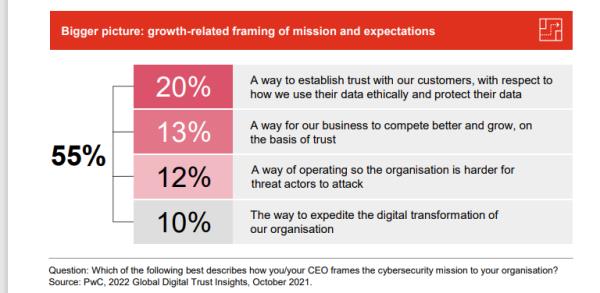 Bigger picture: growth-related framing of mission and expectations
55%
20%
A way to establish trust with our customers, with respect to
how we use their data ethically and protect their data
13%
A way for our business to compete better and grow, on
the basis of trust
12%
A way of operating so the organisation is harder for
threat actors to attack
10%
The way to expedite the digital transformation of
our organisation
Question: Which of the following best describes how you/your CEO frames the cybersecurity mission to your organisation?
Source: PwC, 2022 Global Digital Trust Insights, October 2021.